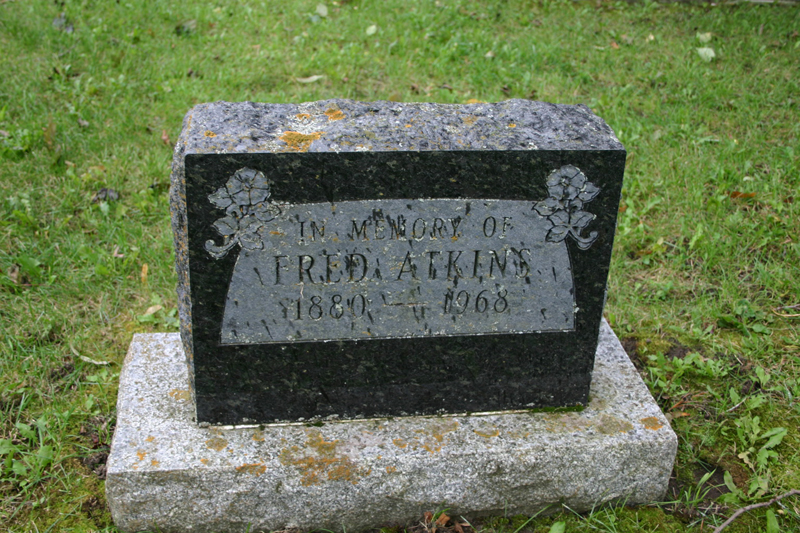 IN MEMORY OF
FRED ATKINS
1880 — 1968